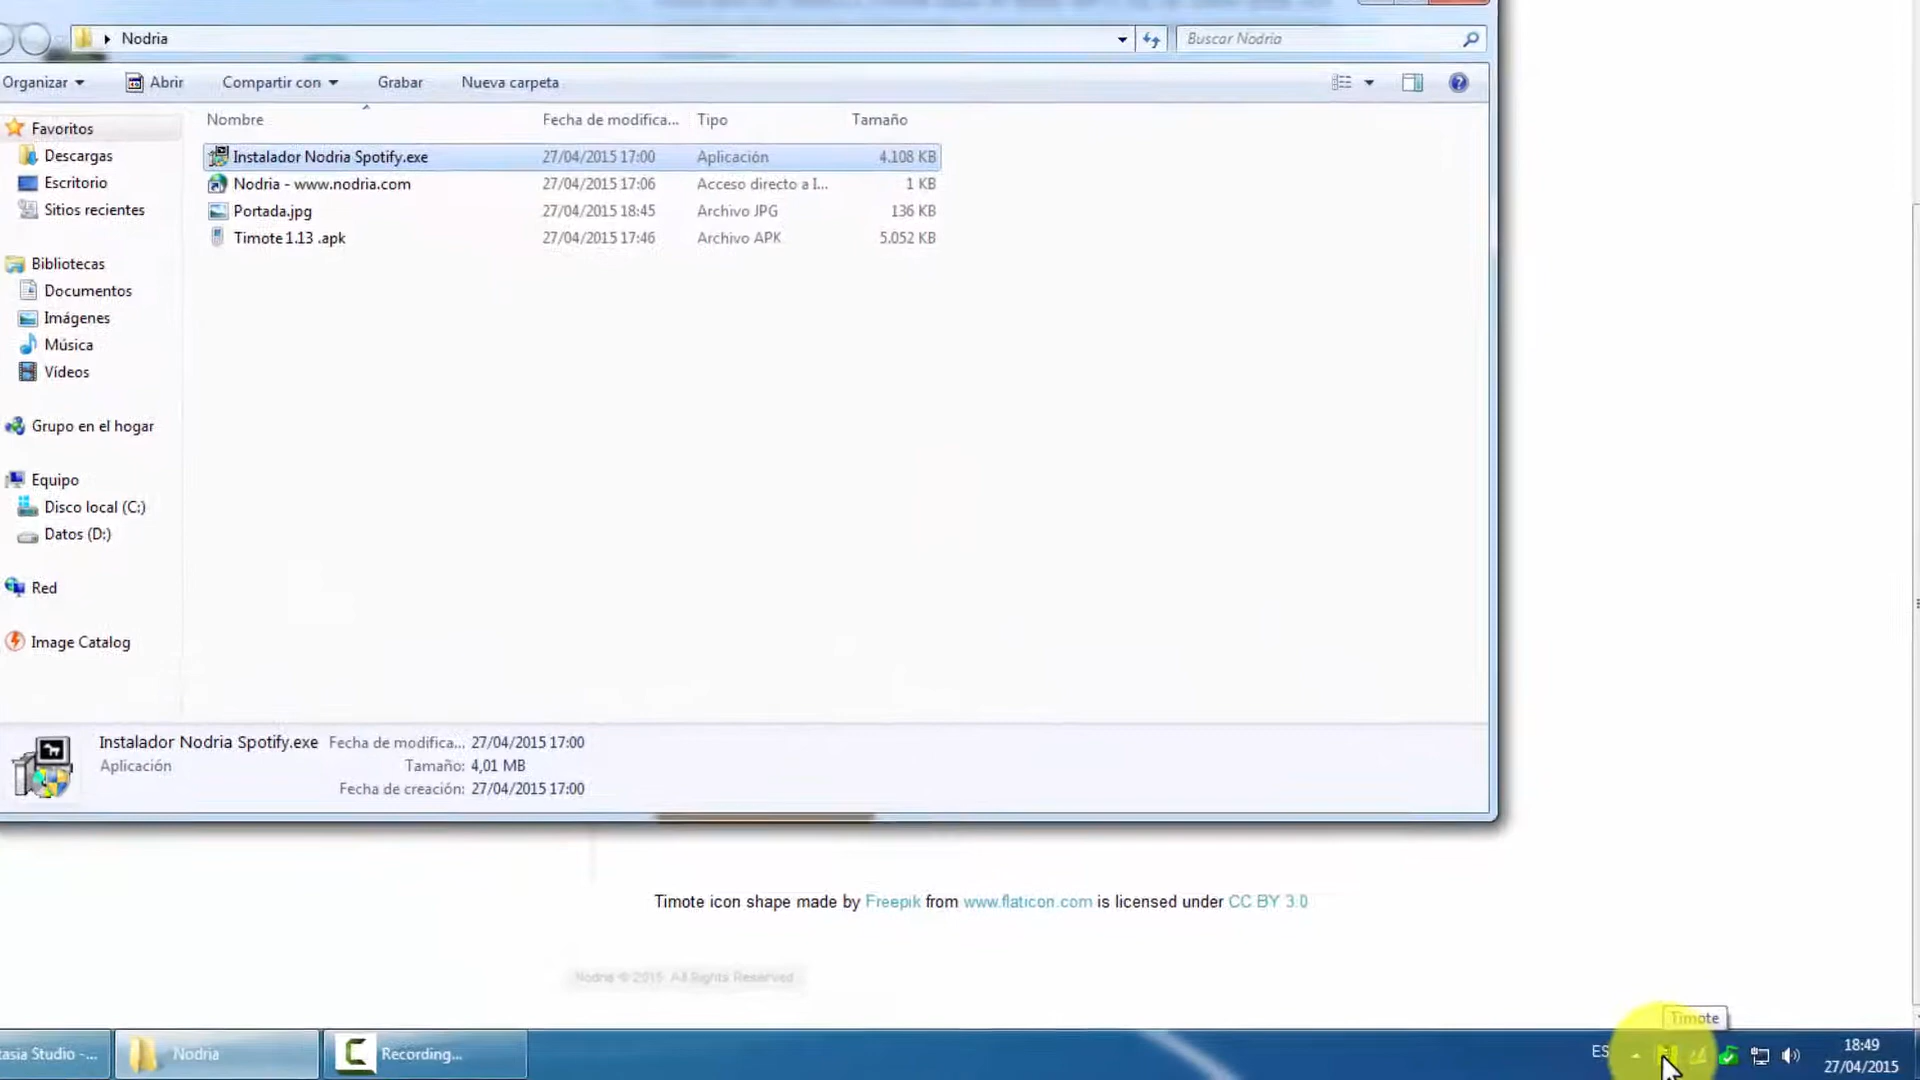 Nodria
Buscar Nodria
Organizar
Abrir
Compartir con
Grabar
Nueva carpeta
Favoritos
Descargas
Escritorio
Sitios recientes
Bibliotecas
Documentos
Imágenes
Música
Vídeos
Grupo en el hogar
Equipo
Disco local (C:)
Datos (D:)
Red
Image Catalog
Nombre Fecha de modifica... Tipo Tamaño
Instalador Nodria Spotify.exe 27/04/2015 17:00 Aplicación 4.108 KB
Nodria - www.nodria.com 27/04/2015 17:06 Acceso directo a I... 1 KB
Portada.jpg 27/04/2015 18:45 Archivo JPG 136 KB
Timote 1.13 .apk 27/04/2015 17:46 Archivo APK 5.052 KB
Instalador Nodria Spotify.exe Fecha de modifica... 27/04/2015 17:00
Aplicación Tamaño: 4,01 MB
Fecha de creación: 27/04/2015 17:00
Timote icon shape made by Freepik from www.flaticon.com is licensed under CC BY 3.0
Nodria © 2015. All Rights Reserved
Timote
tasia Studio -...
Nodria
Recording...
ES
18:49
27/04/2015